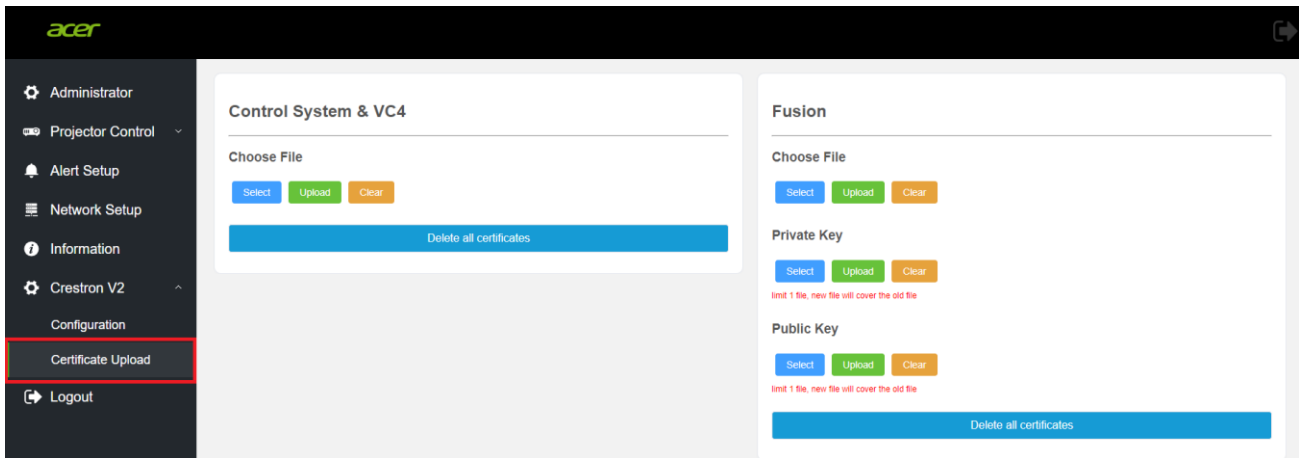 acer
Administrator
Projector Control
Alert Setup
Network Setup
Information
Crestron V2
Configuration
Certificate Upload
Logout
Control System & VC4
Choose File
Select Upload Clear
Delete all certificates
Fusion
Choose File
Select Upload Clear
Private Key
Select Upload Clear
limit 1 file, new file will cover the old file
Public Key
Select Upload Clear
limit 1 file, new file will cover the old file
Delete all certificates